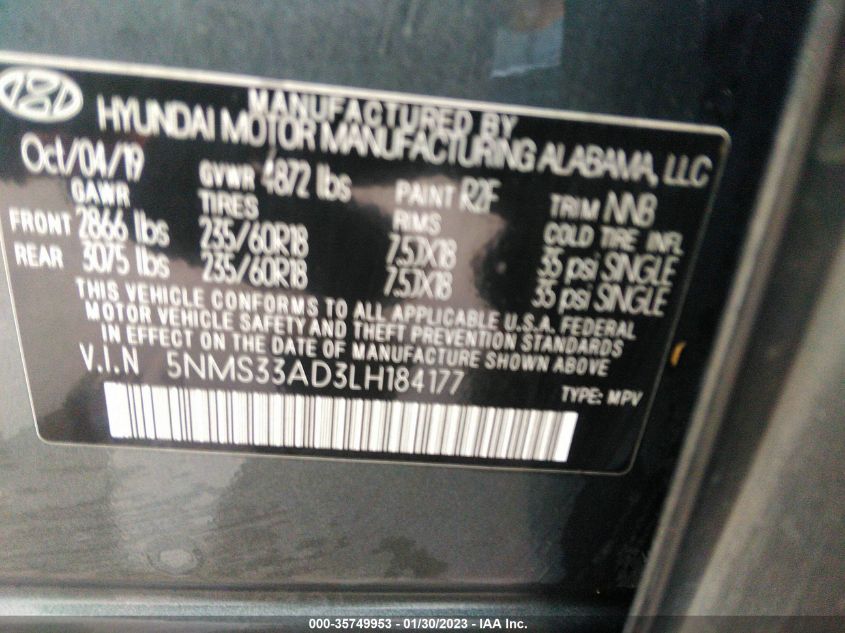 MANUFACTURED BY
HYUNDAI MOTOR MANUFACTURING ALABAMA, LLC
Oct/04/19 GVWR 4872 lbs PAINT R2F TRIM NNB
GAWR TIRES RIMS COLD TIRE INFL
FRONT 2866 lbs 235/60R18 7.5JX18 35 psi SINGLE
REAR 3075 lbs 235/60R18 7.5JX18 35 psi SINGLE
THIS VEHICLE CONFORMS TO ALL APPLICABLE U.S.A. FEDERAL
MOTOR VEHICLE SAFETY AND THEFT PREVENTION STANDARDS
IN EFFECT ON THE DATE OF MANUFACTURE SHOWN ABOVE
V.I.N 5NMS33AD3LH184177
TYPE: MPV
000-35749953 - 01/30/2023 - IAA Inc.